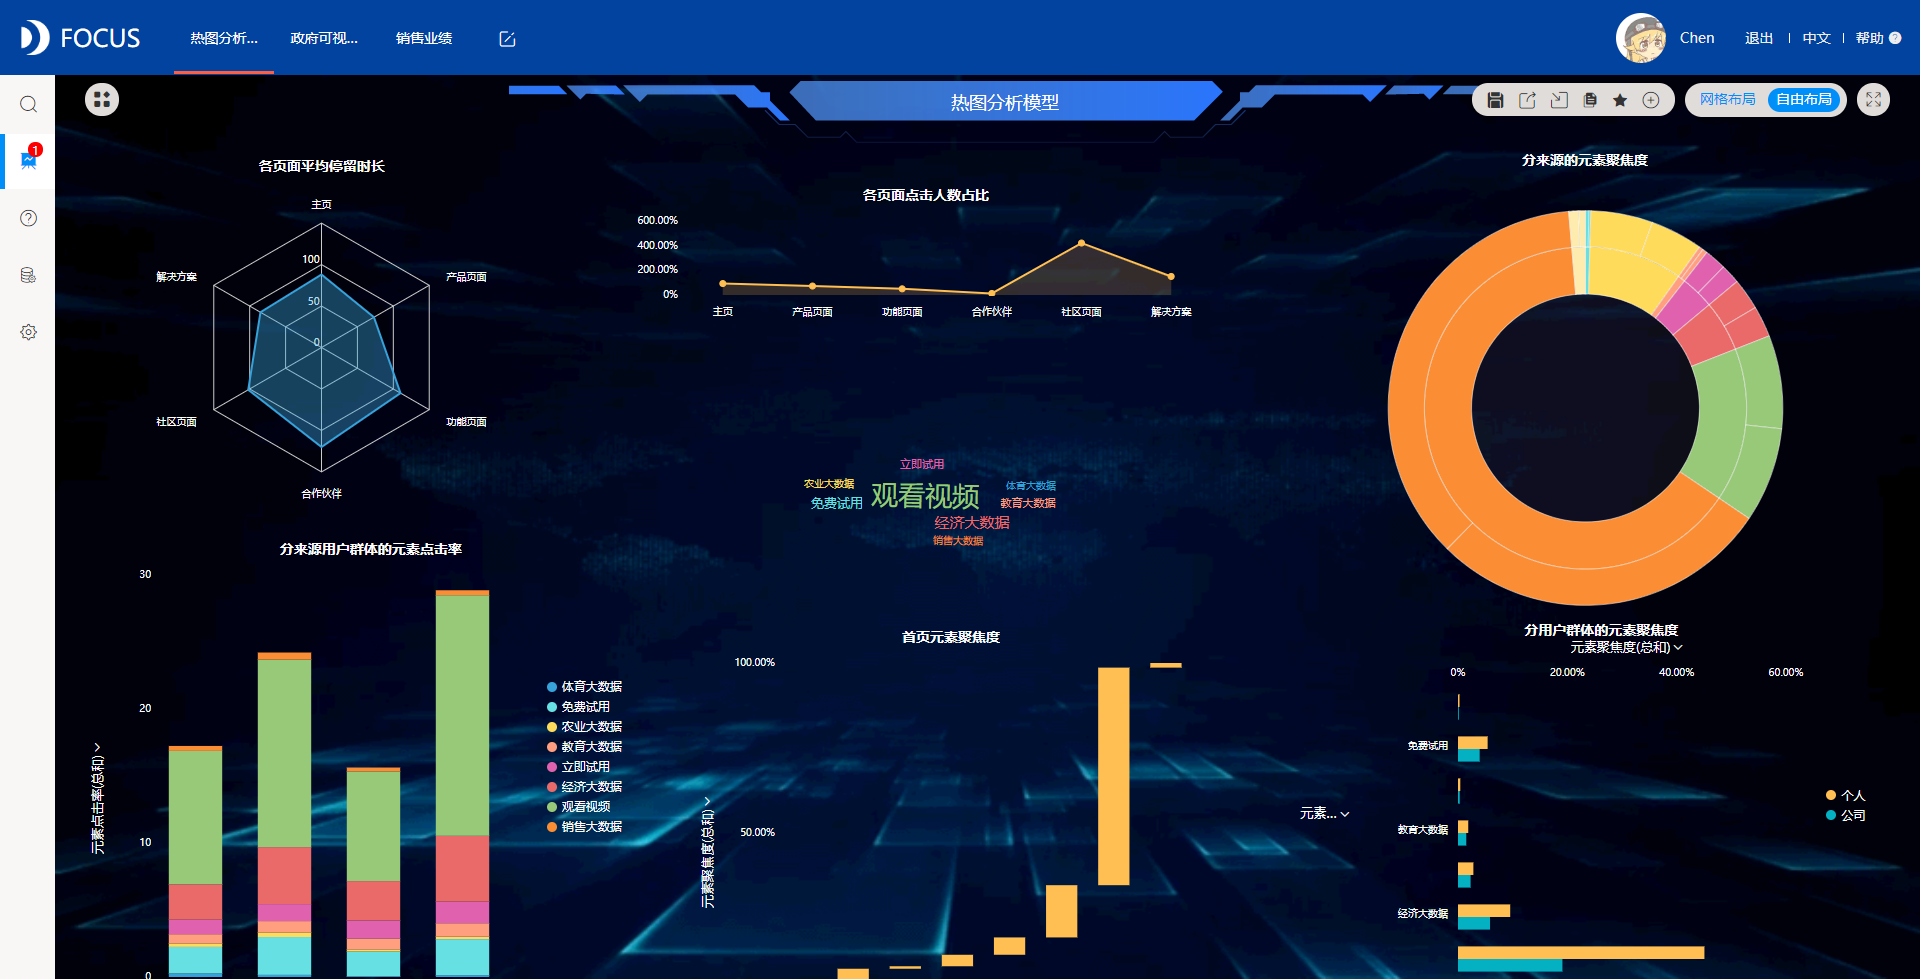 FOCUS
热图分析...
政府可视...
销售业绩
Chen
退出
中文
帮助 ?
1
热图分析模型
网格布局
自由布局
各页面平均停留时长
主页
产品页面
功能页面
合作伙伴
社区页面
解决方案
100
50
0
各页面点击人数占比
600.00%
400.00%
200.00%
0%
主页
产品页面
功能页面
合作伙伴
社区页面
解决方案
分来源的元素聚焦度
立即试用
农业大数据
观看视频
体育大数据
免费试用
教育大数据
经济大数据
销售大数据
分来源用户群体的元素点击率
30
20
10
0
元素点击率(总和)
体育大数据
免费试用
农业大数据
教育大数据
立即试用
经济大数据
观看视频
销售大数据
首页元素聚焦度
100.00%
50.00%
元素聚焦度(总和)
元素...
分用户群体的元素聚焦度
元素聚焦度(总和)
0%
20.00%
40.00%
60.00%
免费试用
教育大数据
经济大数据
个人
公司